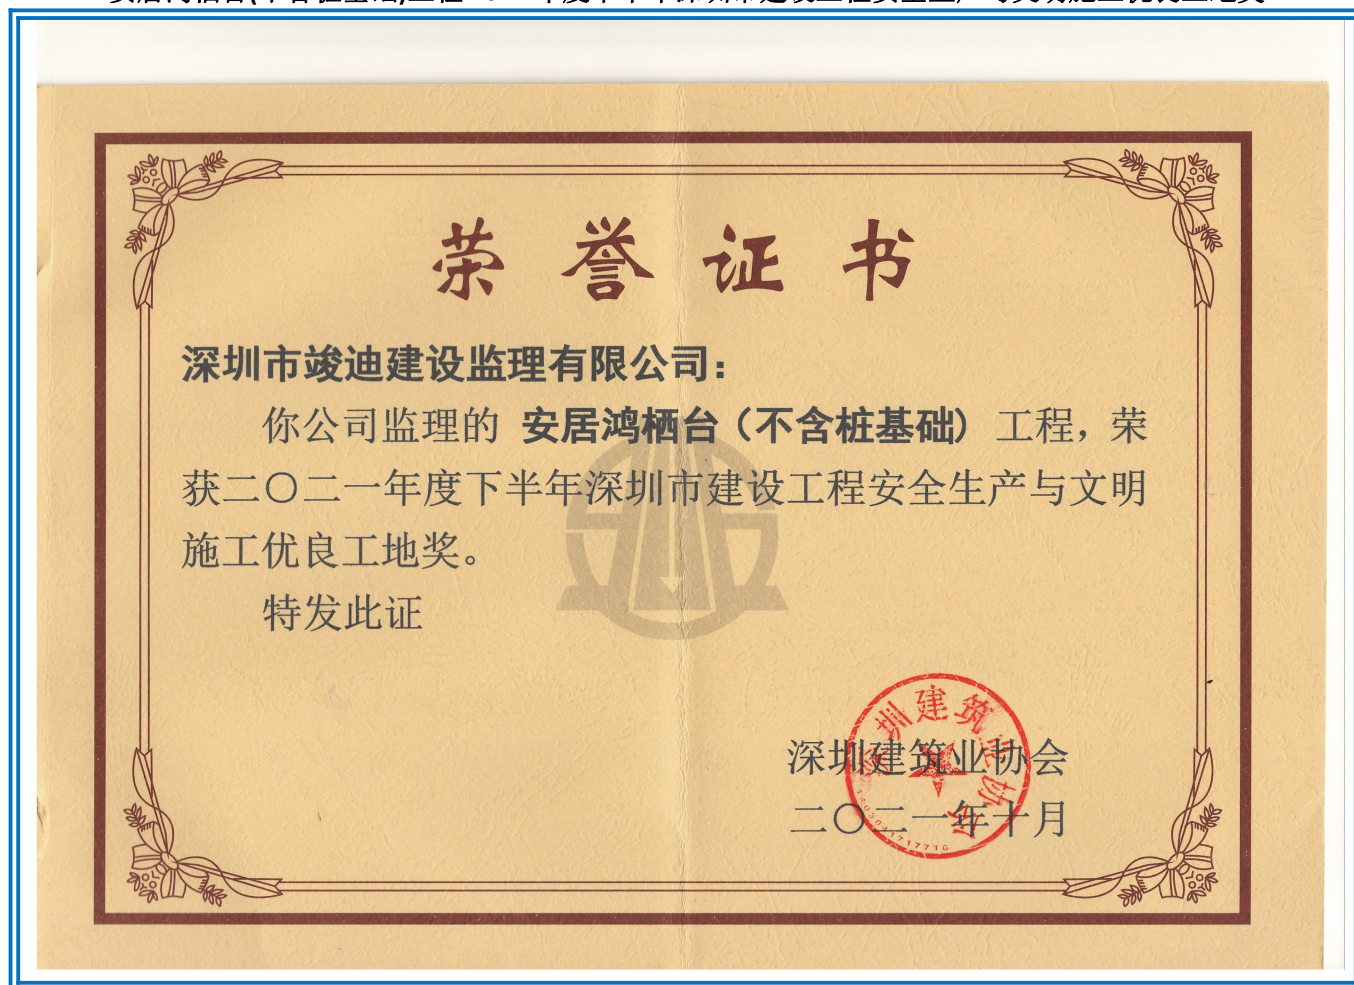 荣誉证书
深圳市竣迪建设监理有限公司：
你公司监理的 安居鸿栖台（不含桩基础） 工程，荣
获二〇二一年度下半年深圳市建设工程安全生产与文明
施工优良工地奖。
特发此证
深圳建筑业协会
二〇二一年十月